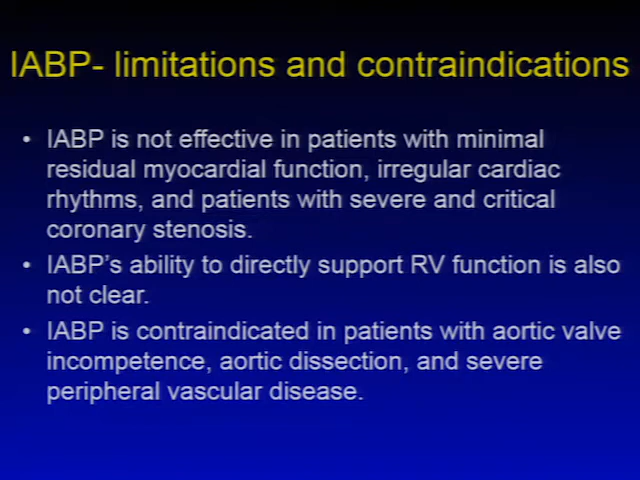 IABP- limitations and contraindications
• IABP is not effective in patients with minimal
residual myocardial function, irregular cardiac
rhythms, and patients with severe and critical
coronary stenosis.
• IABP's ability to directly support RV function is also
not clear.
• IABP is contraindicated in patients with aortic valve
incompetence, aortic dissection, and severe
peripheral vascular disease.